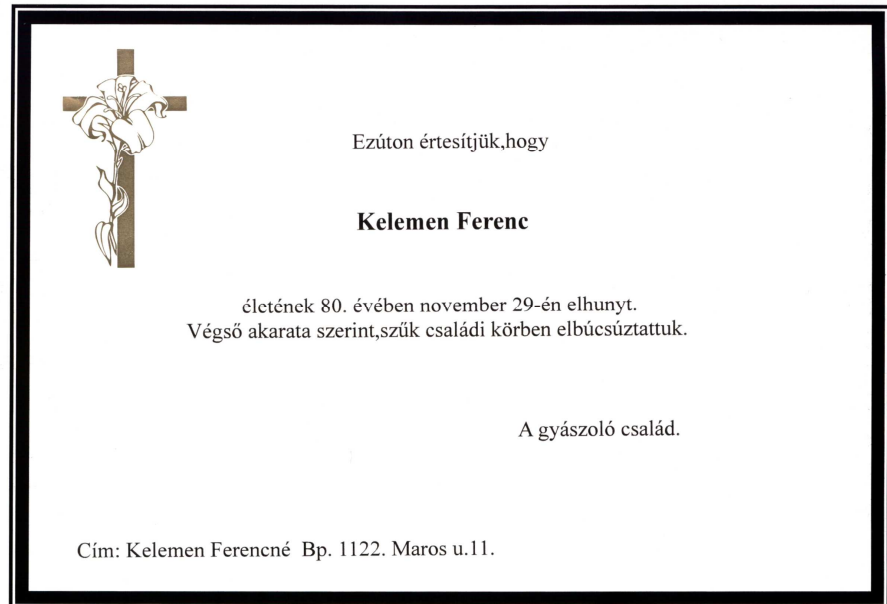 Ezúton értesítjük,hogy
Kelemen Ferenc
életének 80. évében november 29-én elhunyt.
Végső akarata szerint,szűk családi körben elbúcsúztattuk.
A gyászoló család.
Cím: Kelemen Ferencné Bp. 1122. Maros u.11.